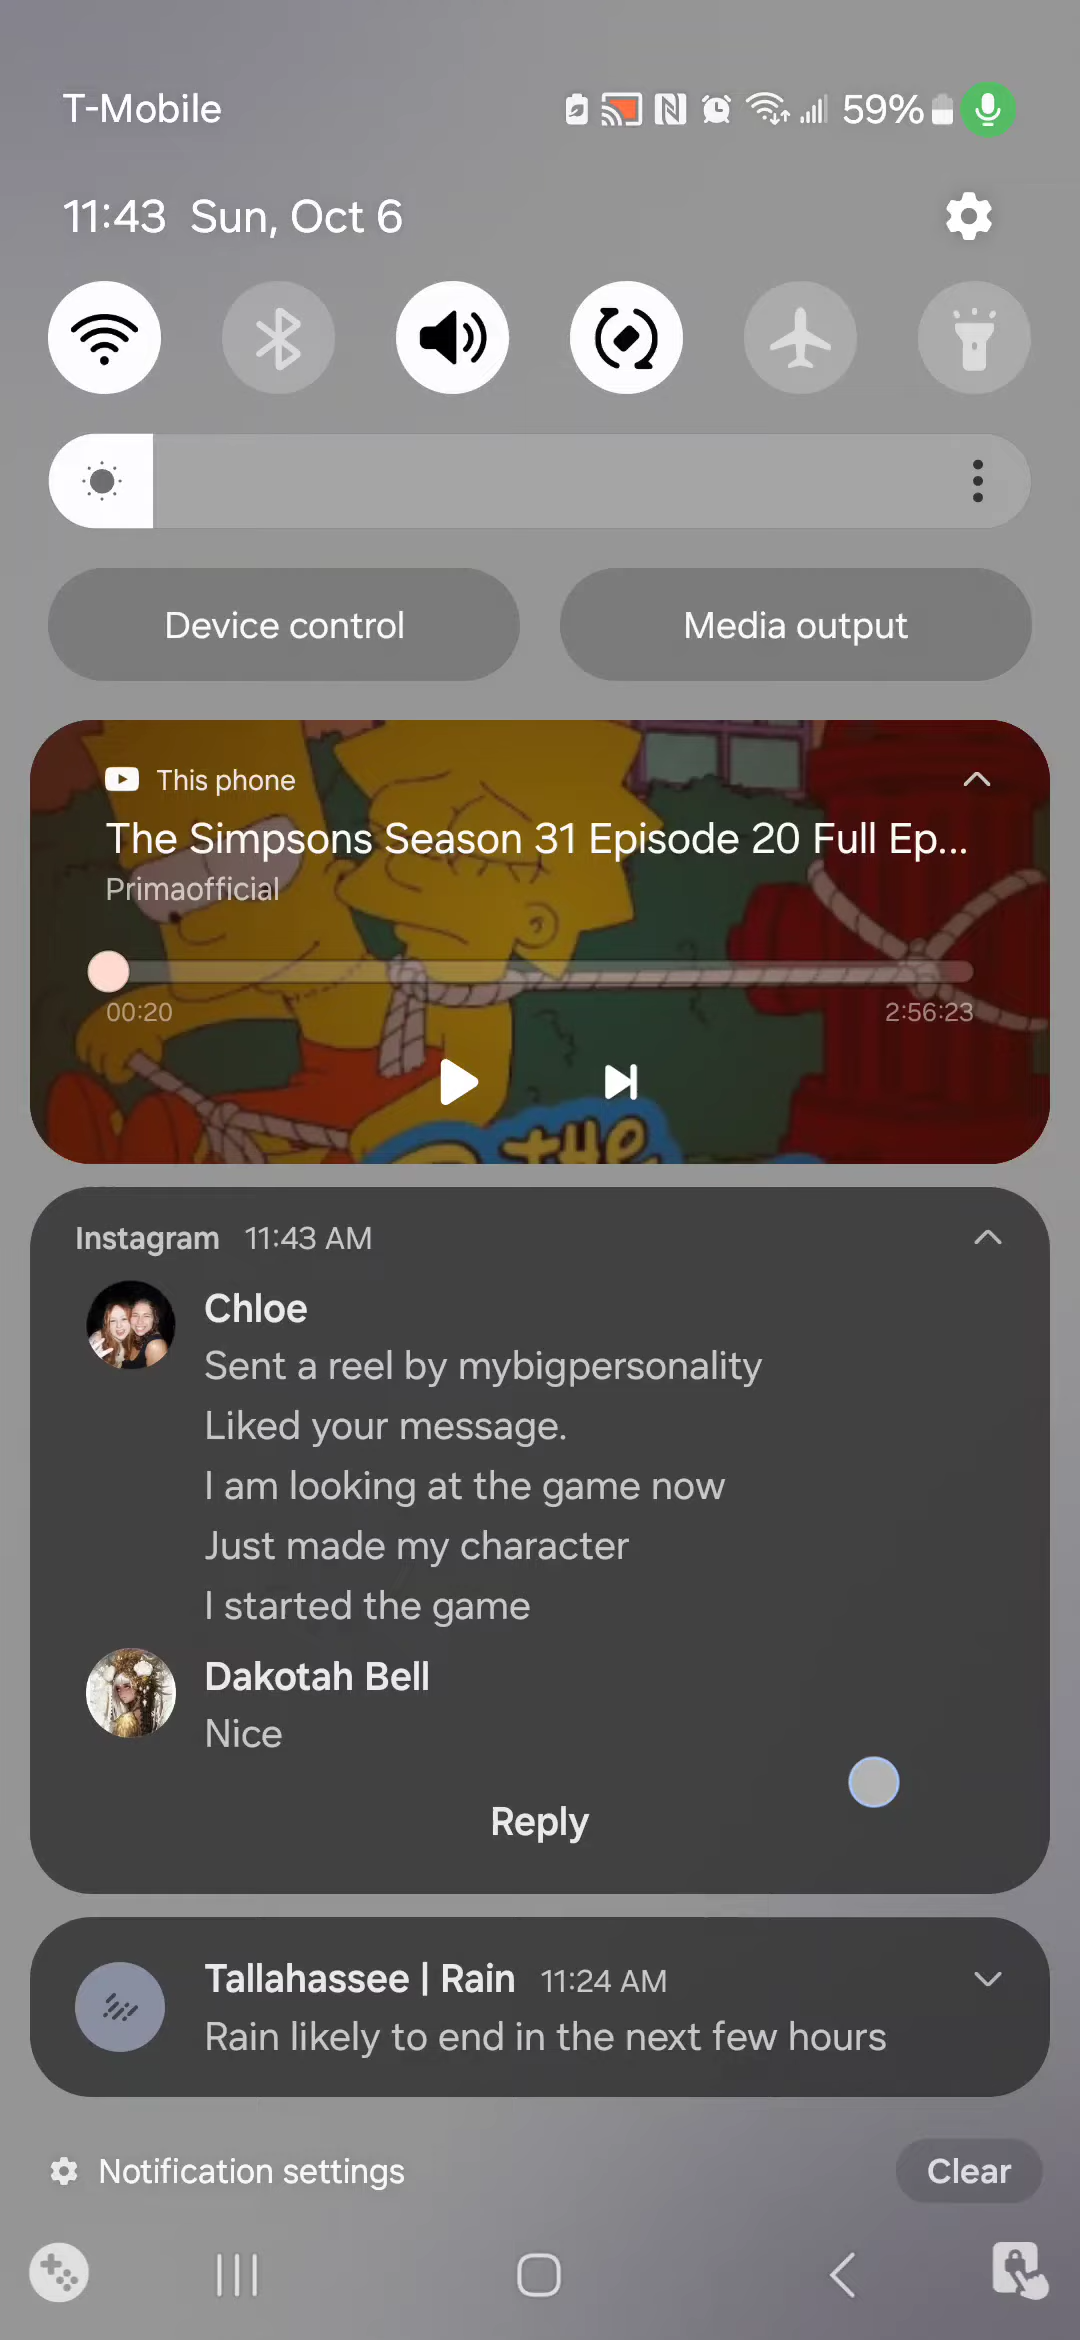 T-Mobile
59%
11:43 Sun, Oct 6
Device control
Media output
This phone
The Simpsons Season 31 Episode 20 Full Ep...
Primaofficial
00:20
2:56:23
THE
Instagram 11:43 AM
Chloe
Sent a reel by mybigpersonality
Liked your message.
I am looking at the game now
Just made my character
I started the game
Dakotah Bell
Nice
Reply
Tallahassee | Rain 11:24 AM
Rain likely to end in the next few hours
Notification settings
Clear